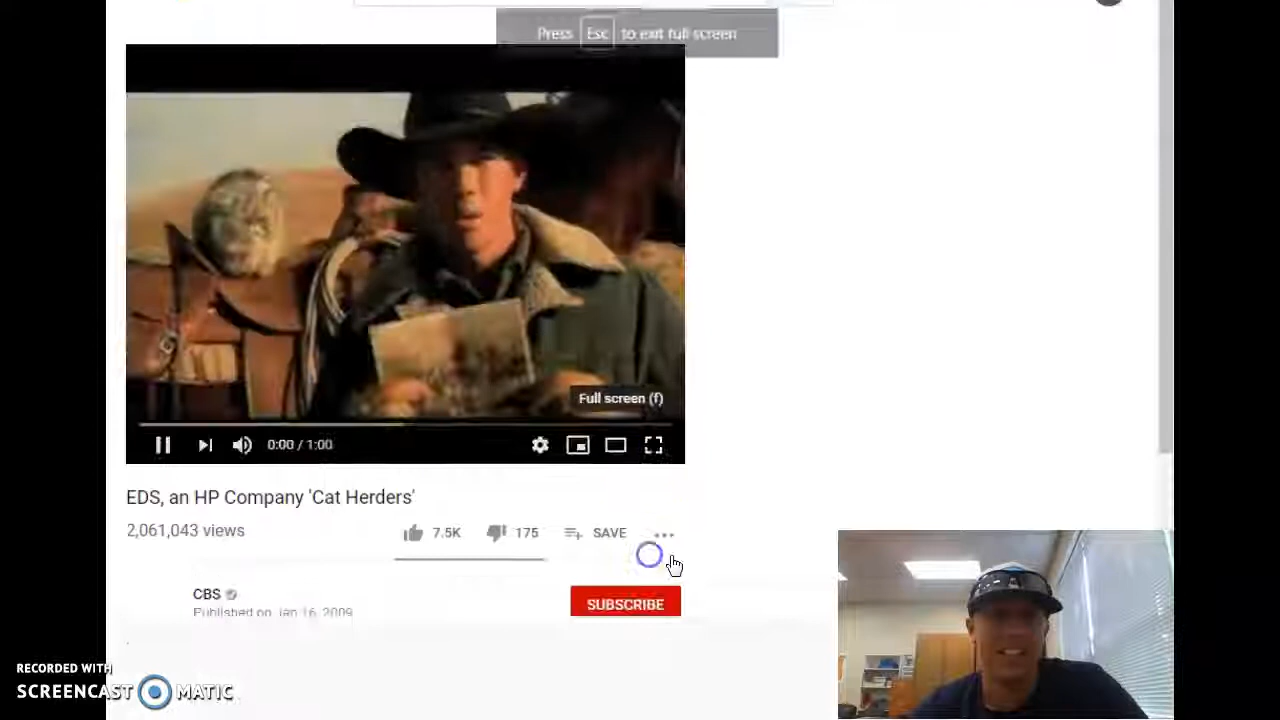 Press Esc to exit full screen
Full screen (f)
0:00 / 1:00
EDS, an HP Company 'Cat Herders'
2,061,043 views
7.5K 175 SAVE ...
CBS
Published on Jan 16, 2009
SUBSCRIBE
RECORDED WITH
SCREENCAST MATIC